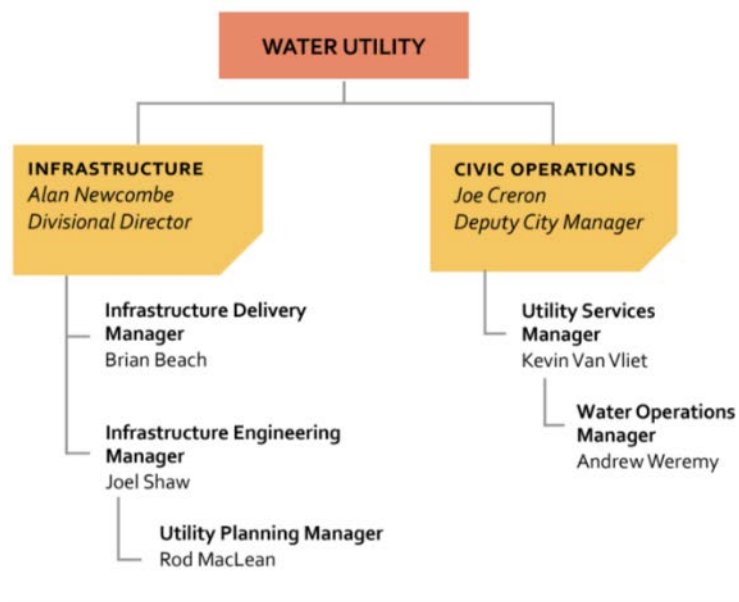 WATER UTILITY
INFRASTRUCTURE
Alan Newcombe
Divisional Director
Infrastructure Delivery
Manager
Brian Beach
Infrastructure Engineering
Manager
Joel Shaw
Utility Planning Manager
Rod MacLean
CIVIC OPERATIONS
Joe Creron
Deputy City Manager
Utility Services
Manager
Kevin Van Vliet
Water Operations
Manager
Andrew Weremy